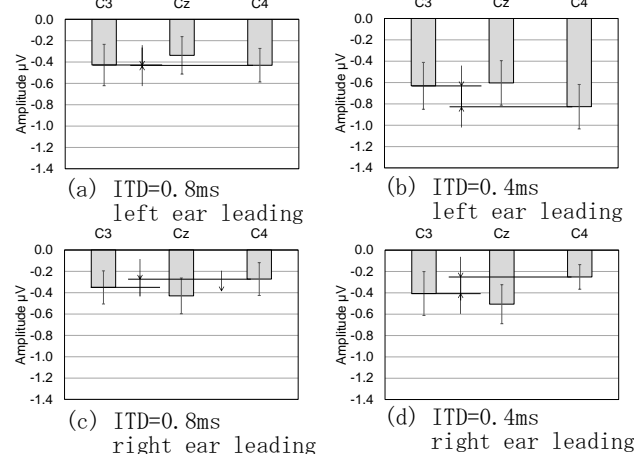 C3 Cz C4
0.0
-0.2
-0.4
-0.6
-0.8
-1.0
-1.2
-1.4
Amplitude µV
(a) ITD=0.8ms
left ear leading
C3 Cz C4
0.0
-0.2
-0.4
-0.6
-0.8
-1.0
-1.2
-1.4
Amplitude µV
(b) ITD=0.4ms
left ear leading
C3 Cz C4
0.0
-0.2
-0.4
-0.6
-0.8
-1.0
-1.2
-1.4
Amplitude µV
(c) ITD=0.8ms
right ear leading
C3 Cz C4
0.0
-0.2
-0.4
-0.6
-0.8
-1.0
-1.2
-1.4
Amplitude µV
(d) ITD=0.4ms
right ear leading